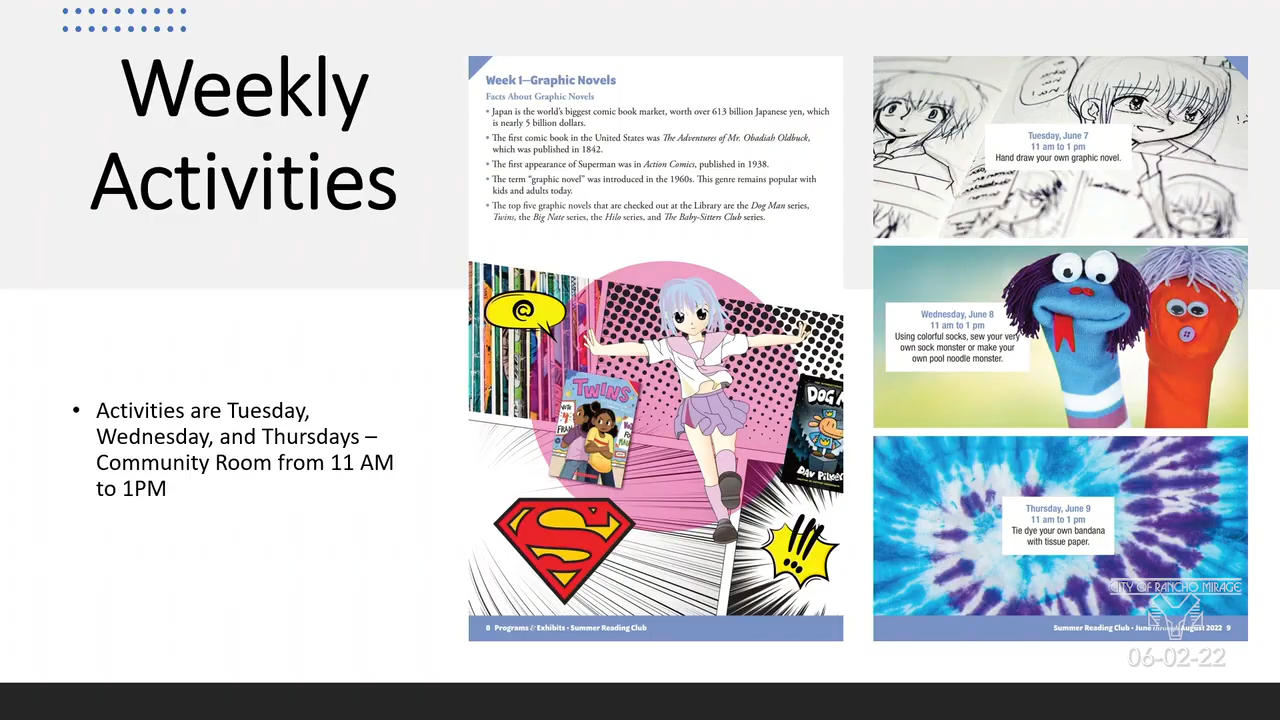 Weekly
Activities
• Activities are Tuesday,
Wednesday, and Thursdays –
Community Room from 11 AM
to 1PM
Week 1—Graphic Novels
Facts About Graphic Novels
• Japan is the world's biggest comic book market, worth over 613 billion Japanese yen, which
is nearly 5 billion dollars.
• The first comic book in the United States was The Adventures of Mr. Obadiah Oldbuck,
which was published in 1842.
• The first appearance of Superman was in Action Comics, published in 1938.
• The term "graphic novel" was introduced in the 1960s. This genre remains popular with
kids and adults today.
• The top five graphic novels that are checked out at the Library are the Dog Man series,
Twins, the Big Nate series, the Hilo series, and The Baby-Sitters Club series.
@
TWINS
DOG M
DAV PILKEY
S
!!!
8 Programs & Exhibits • Summer Reading Club
Tuesday, June 7
11 am to 1 pm
Hand draw your own graphic novel.
Wednesday, June 8
11 am to 1 pm
Using colorful socks, sew your very
own sock monster or make your
own pool noodle monster.
Thursday, June 9
11 am to 1 pm
Tie dye your own bandana
with tissue paper.
CITY OF RANCHO MIRAGE
Summer Reading Club • June through August 2022 9
06-02-22